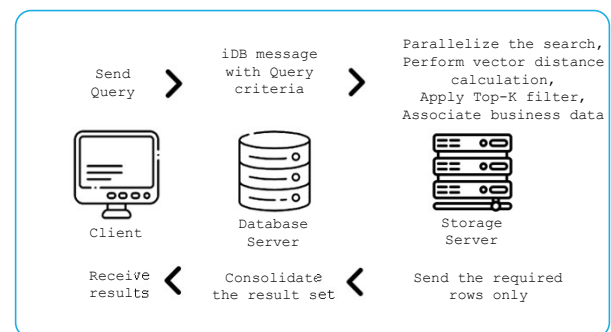 Send
Query
iDB message
with Query
criteria
Parallelize the search,
Perform vector distance
calculation,
Apply Top-K filter,
Associate business data
Client
Database
Server
Storage
Server
Receive
results
Consolidate
the result set
Send the required
rows only